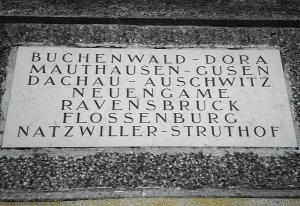 BUCHENWALD-DORA
MAUTHAUSEN-GUSEN
DACHAU-AUSCHWITZ
NEUENGAME
RAVENSBRUCK
FLOSSENBURG
NATZWILLER-STRUTHOF